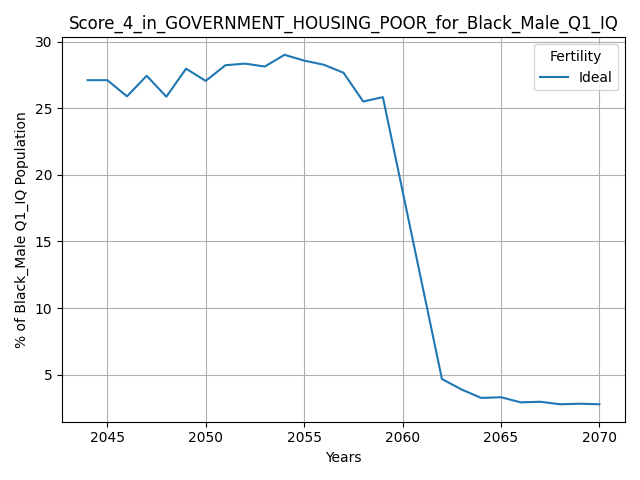 Score_4_in_GOVERNMENT_HOUSING_POOR_for_Black_Male_Q1_IQ
Fertility
Ideal
% of Black_Male Q1_IQ Population
30
25
20
15
10
5
2045 2050 2055 2060 2065 2070
Years